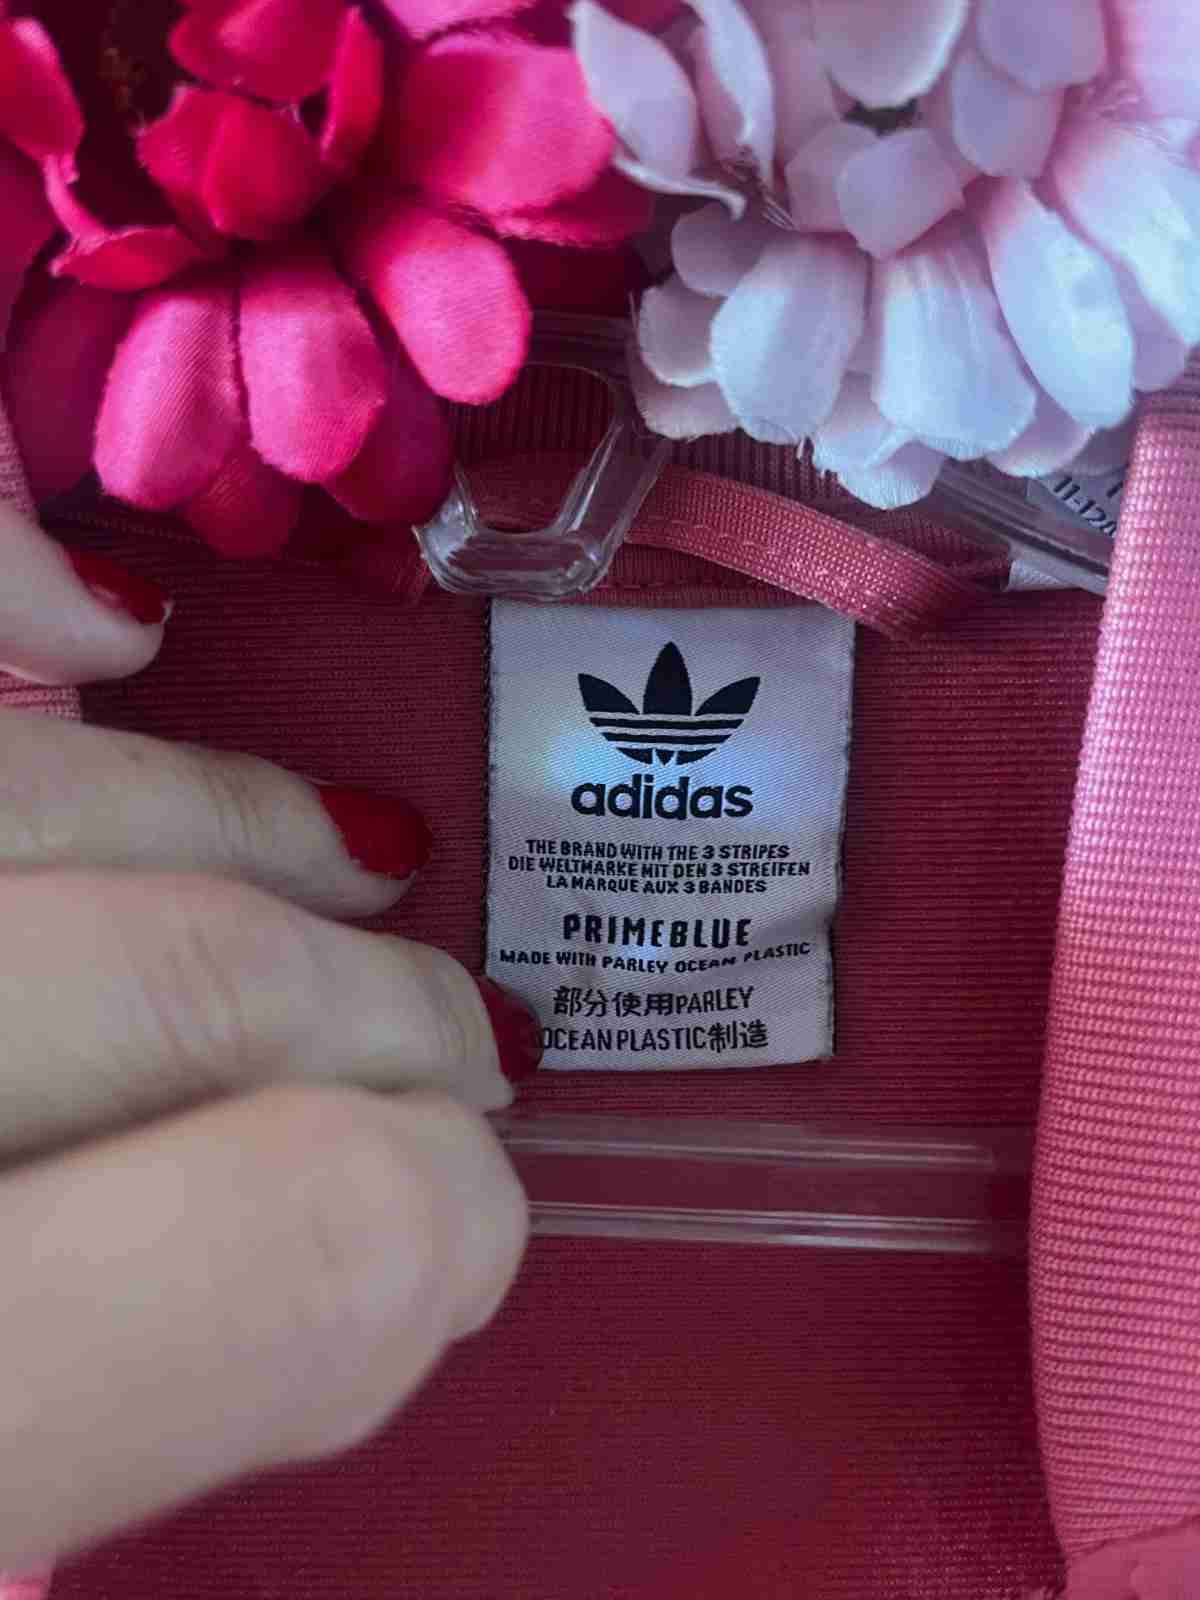 11-12A
adidas
THE BRAND WITH THE 3 STRIPES
DIE WELTMARKE MIT DEN 3 STREIFEN
LA MARQUE AUX 3 BANDES
PRIMEBLUE
MADE WITH PARLEY OCEAN PLASTIC
部分使用PARLEY
OCEAN PLASTIC制造